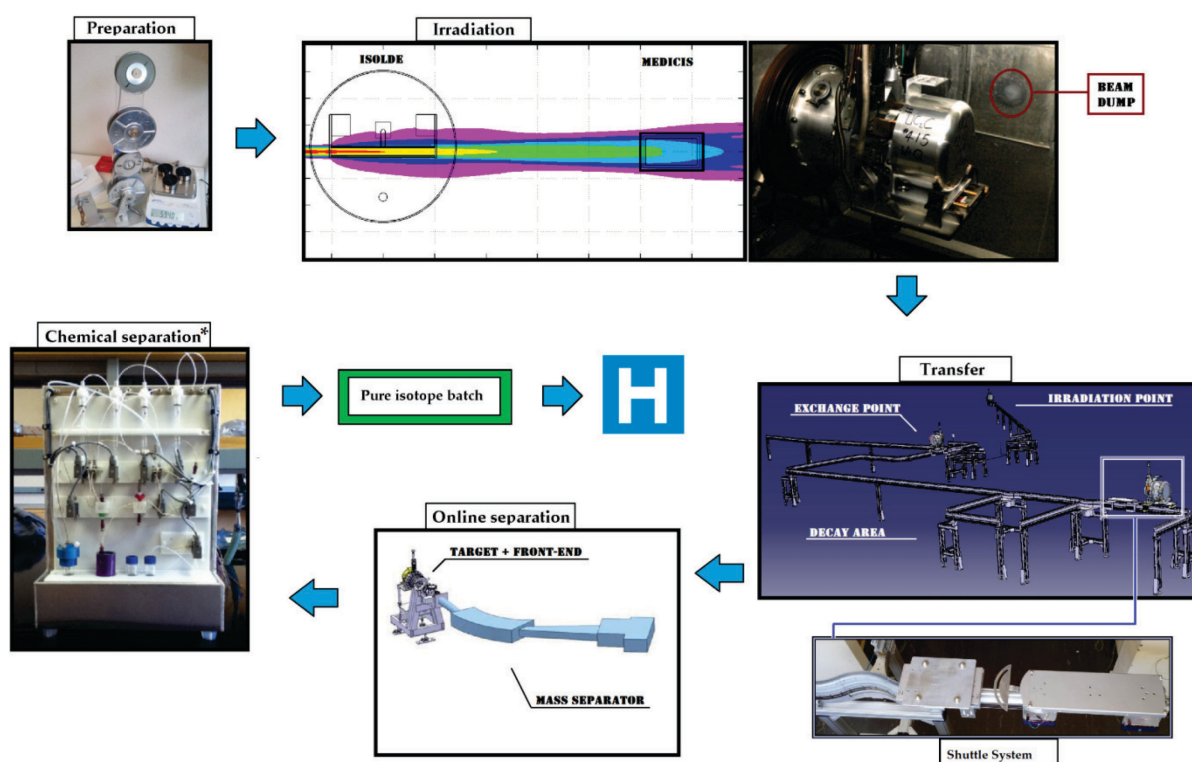 Preparation
Irradiation
ISOLDE
MEDICIS
BEAM
DUMP
Chemical separation*
Pure isotope batch
H
Transfer
EXCHANGE POINT
IRRADIATION POINT
DECAY AREA
Online separation
TARGET + FRONT-END
MASS SEPARATOR
Shuttle System